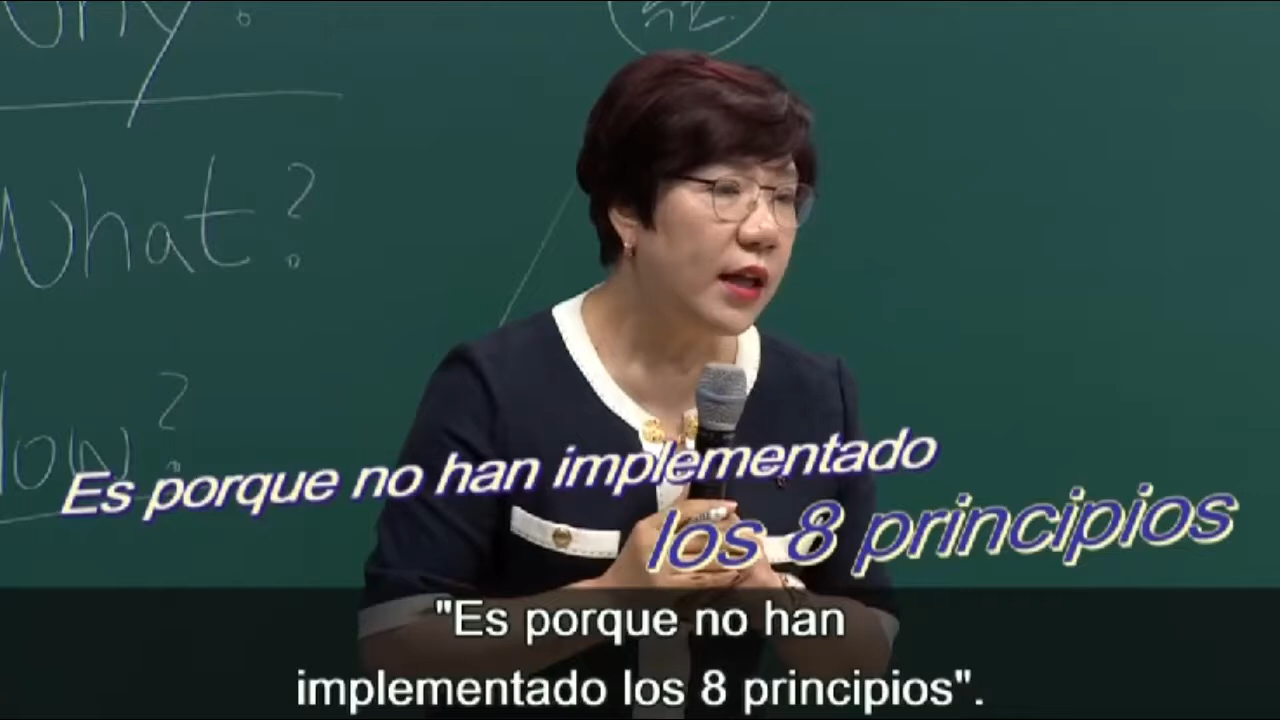 What?
Es porque no han implementado
los 8 principios
"Es porque no han
implementado los 8 principios".